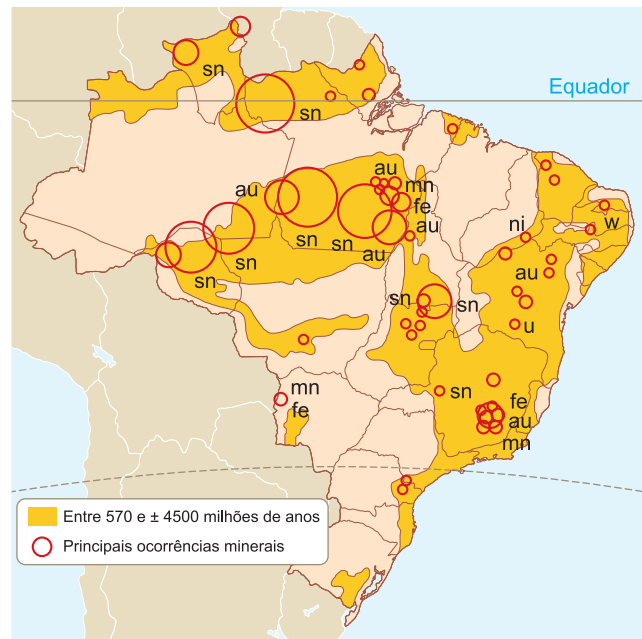 sn
Equador
sn
au
au
mn
fe
sn
sn
au
au
sn
sn
w
ni
au
sn
sn
u
mn
fe
sn
fe
au
mn
Entre 570 e ± 4500 milhões de anos
Principais ocorrências minerais